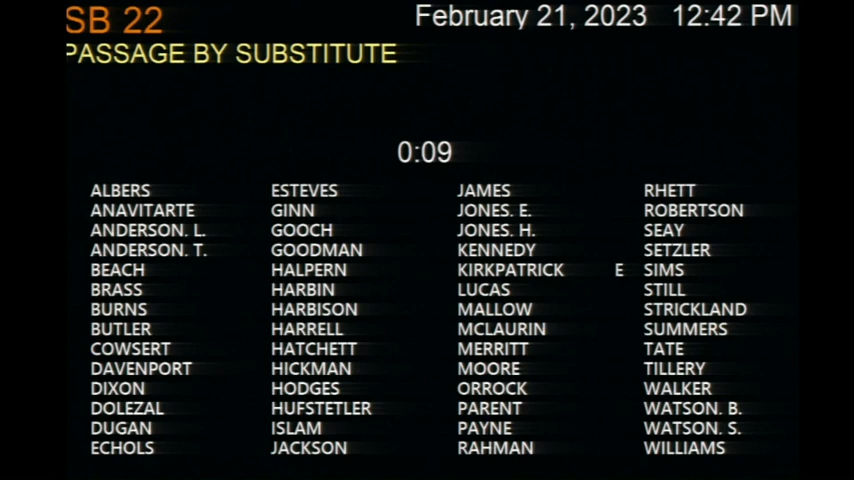 SB 22 February 21, 2023 12:42 PM
PASSAGE BY SUBSTITUTE
0:09
ALBERS ESTEVES JAMES RHETT
ANAVITARTE GINN JONES. E. ROBERTSON
ANDERSON. L. GOOCH JONES. H. SEAY
ANDERSON. T. GOODMAN KENNEDY SETZLER
BEACH HALPERN KIRKPATRICK E SIMS
BRASS HARBIN LUCAS STILL
BURNS HARBISON MALLOW STRICKLAND
BUTLER HARRELL MCLAURIN SUMMERS
COWSERT HATCHETT MERRITT TATE
DAVENPORT HICKMAN MOORE TILLERY
DIXON HODGES ORROCK WALKER
DOLEZAL HUFSTETLER PARENT WATSON. B.
DUGAN ISLAM PAYNE WATSON. S.
ECHOLS JACKSON RAHMAN WILLIAMS